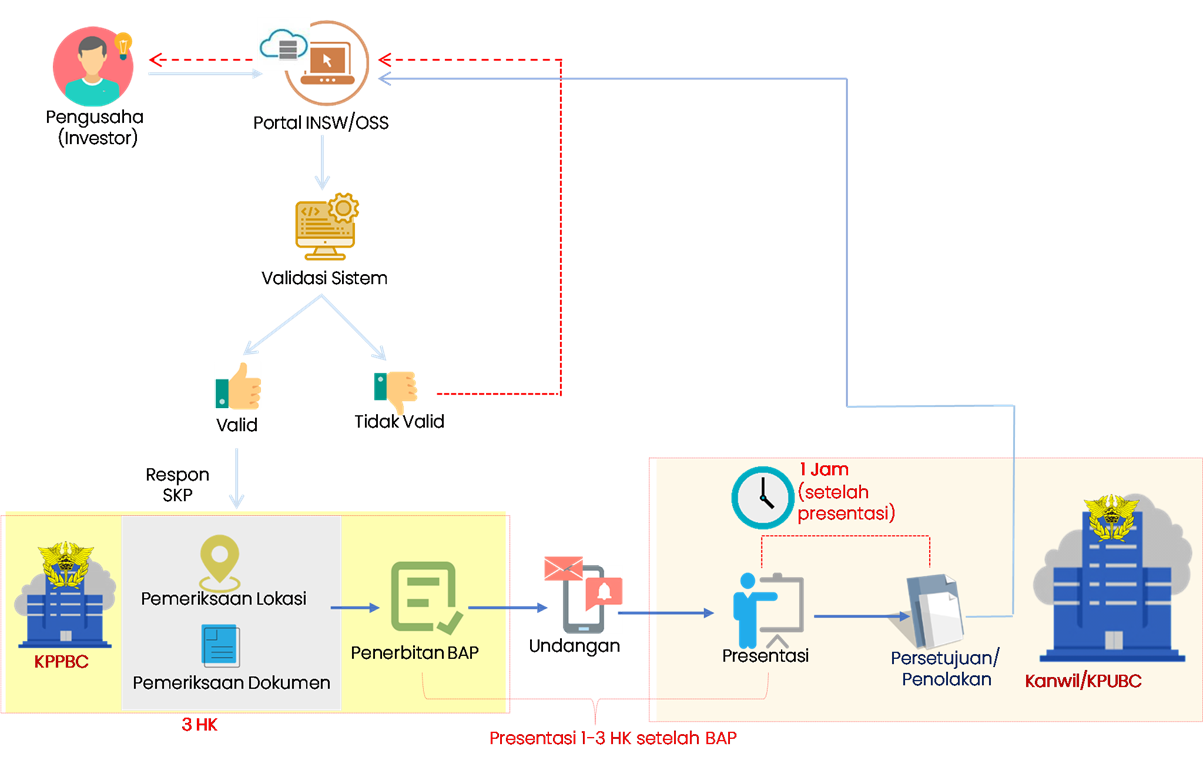 Pengusaha
(Investor)
Portal INSW/OSS
Validasi Sistem
Valid
Tidak Valid
Respon
SKP
1 Jam
(setelah
presentasi)
KPPBC
Pemeriksaan Lokasi
Pemeriksaan Dokumen
Penerbitan BAP
Undangan
Presentasi
Persetujuan/
Penolakan
Kanwil/KPUBC
3 HK
Presentasi 1-3 HK setelah BAP